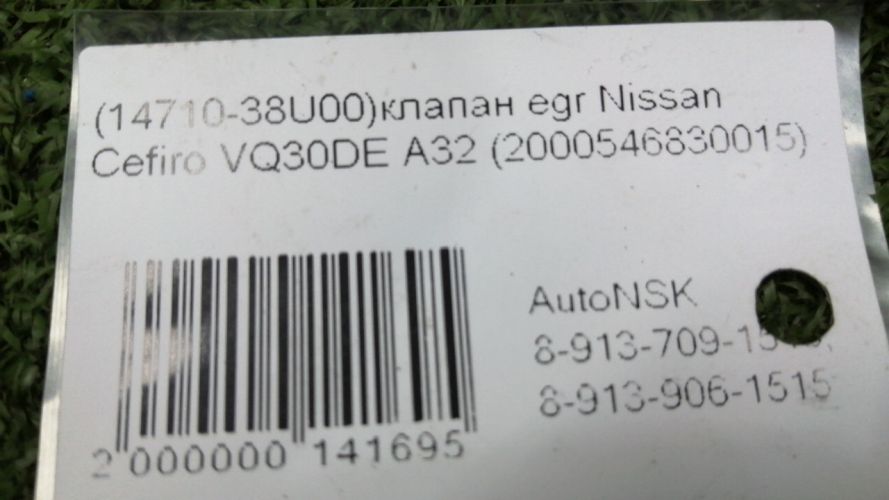 (14710-38U00)клапан egr Nissan
Cefiro VQ30DE A32 (2000546830015)
AutoNSK
8-913-906-1515
2 000000 141695